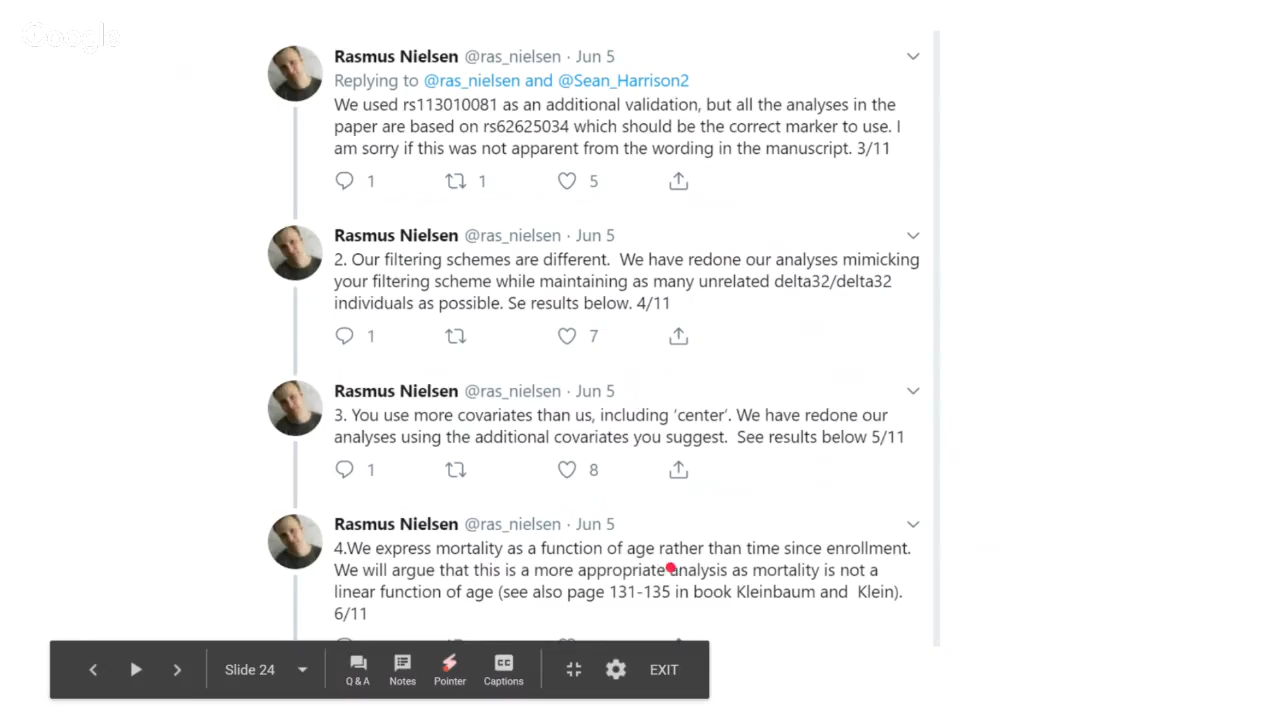 Google
Rasmus Nielsen @ras_nielsen · Jun 5
Replying to @ras_nielsen and @Sean_Harrison2
We used rs113010081 as an additional validation, but all the analyses in the
paper are based on rs62625034 which should be the correct marker to use. I
am sorry if this was not apparent from the wording in the manuscript. 3/11
1 1 5
Rasmus Nielsen @ras_nielsen · Jun 5
2. Our filtering schemes are different. We have redone our analyses mimicking
your filtering scheme while maintaining as many unrelated delta32/delta32
individuals as possible. Se results below. 4/11
1 7
Rasmus Nielsen @ras_nielsen · Jun 5
3. You use more covariates than us, including ‘center’. We have redone our
analyses using the additional covariates you suggest. See results below 5/11
1 8
Rasmus Nielsen @ras_nielsen · Jun 5
4.We express mortality as a function of age rather than time since enrollment.
We will argue that this is a more appropriate analysis as mortality is not a
linear function of age (see also page 131-135 in book Kleinbaum and Klein).
6/11
Slide 24
Q & A Notes Pointer CC Captions EXIT